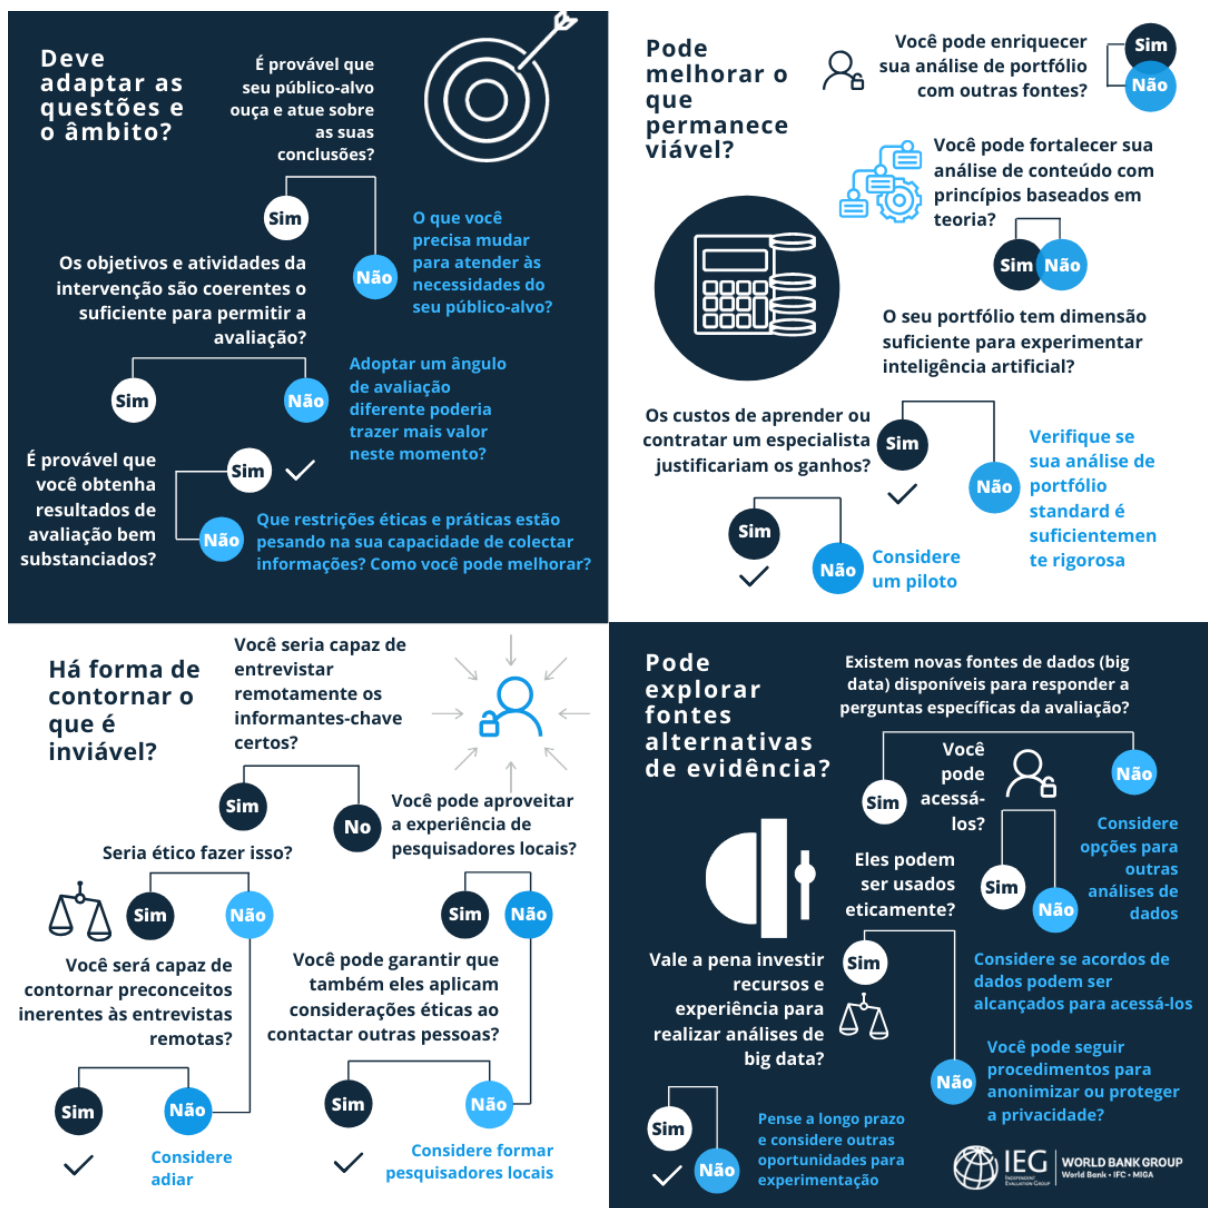 Deve
adaptar as
questões e
o âmbito?
É provável que
seu público-alvo
ouça e atue sobre
as suas
conclusões?
Sim
Não
O que você
precisa mudar
para atender às
necessidades do
seu público-alvo?
Os objetivos e atividades da
intervenção são coerentes o
suficiente para permitir a
avaliação?
Sim
Não
Adoptar um ângulo
de avaliação
diferente poderia
trazer mais valor
neste momento?
É provável que
você obtenha
resultados de
avaliação bem
substanciados?
Sim
Não
Que restrições éticas e práticas estão
pesando na sua capacidade de colectar
informações? Como você pode melhorar?
Pode
melhorar o
que
permanece
viável?
Você pode enriquecer
sua análise de portfólio
com outras fontes?
Sim
Não
Você pode fortalecer sua
análise de conteúdo com
princípios baseados em
teoria?
Sim
Não
O seu portfólio tem dimensão
suficiente para experimentar
inteligência artificial?
Sim
Não
Verifique se
sua análise de
portfólio
standard é
suficientemen
te rigorosa
Os custos de aprender ou
contratar um especialista
justificariam os ganhos?
Sim
Não
Considere
um piloto
Há forma de
contornar o
que é
inviável?
Você seria capaz de
entrevistar
remotamente os
informantes-chave
certos?
Sim
No
Seria ético fazer isso?
Sim
Não
Você pode aproveitar
a experiência de
pesquisadores locais?
Sim
Não
Você será capaz de
contornar preconceitos
inerentes às entrevistas
remotas?
Sim
Não
Considere
adiar
Você pode garantir que
também eles aplicam
considerações éticas ao
contactar outras pessoas?
Sim
Não
Considere formar
pesquisadores locais
Pode
explorar
fontes
alternativas
de evidência?
Existem novas fontes de dados (big
data) disponíveis para responder a
perguntas específicas da avaliação?
Sim
Não
Considere
opções para
outras
análises de
dados
Você
pode
acessá-
los?
Sim
Não
Considere se acordos de
dados podem ser
alcançados para acessá-los
Eles podem
ser usados
eticamente?
Sim
Não
Você pode seguir
procedimentos para
anonimizar ou proteger
a privacidade?
Vale a pena investir
recursos e
experiência para
realizar análises de
big data?
Sim
Não
Pense a longo prazo
e considere outras
oportunidades para
experimentação
IEG
Independent
Evaluation Group
WORLD BANK GROUP
World Bank • IFC • MIGA